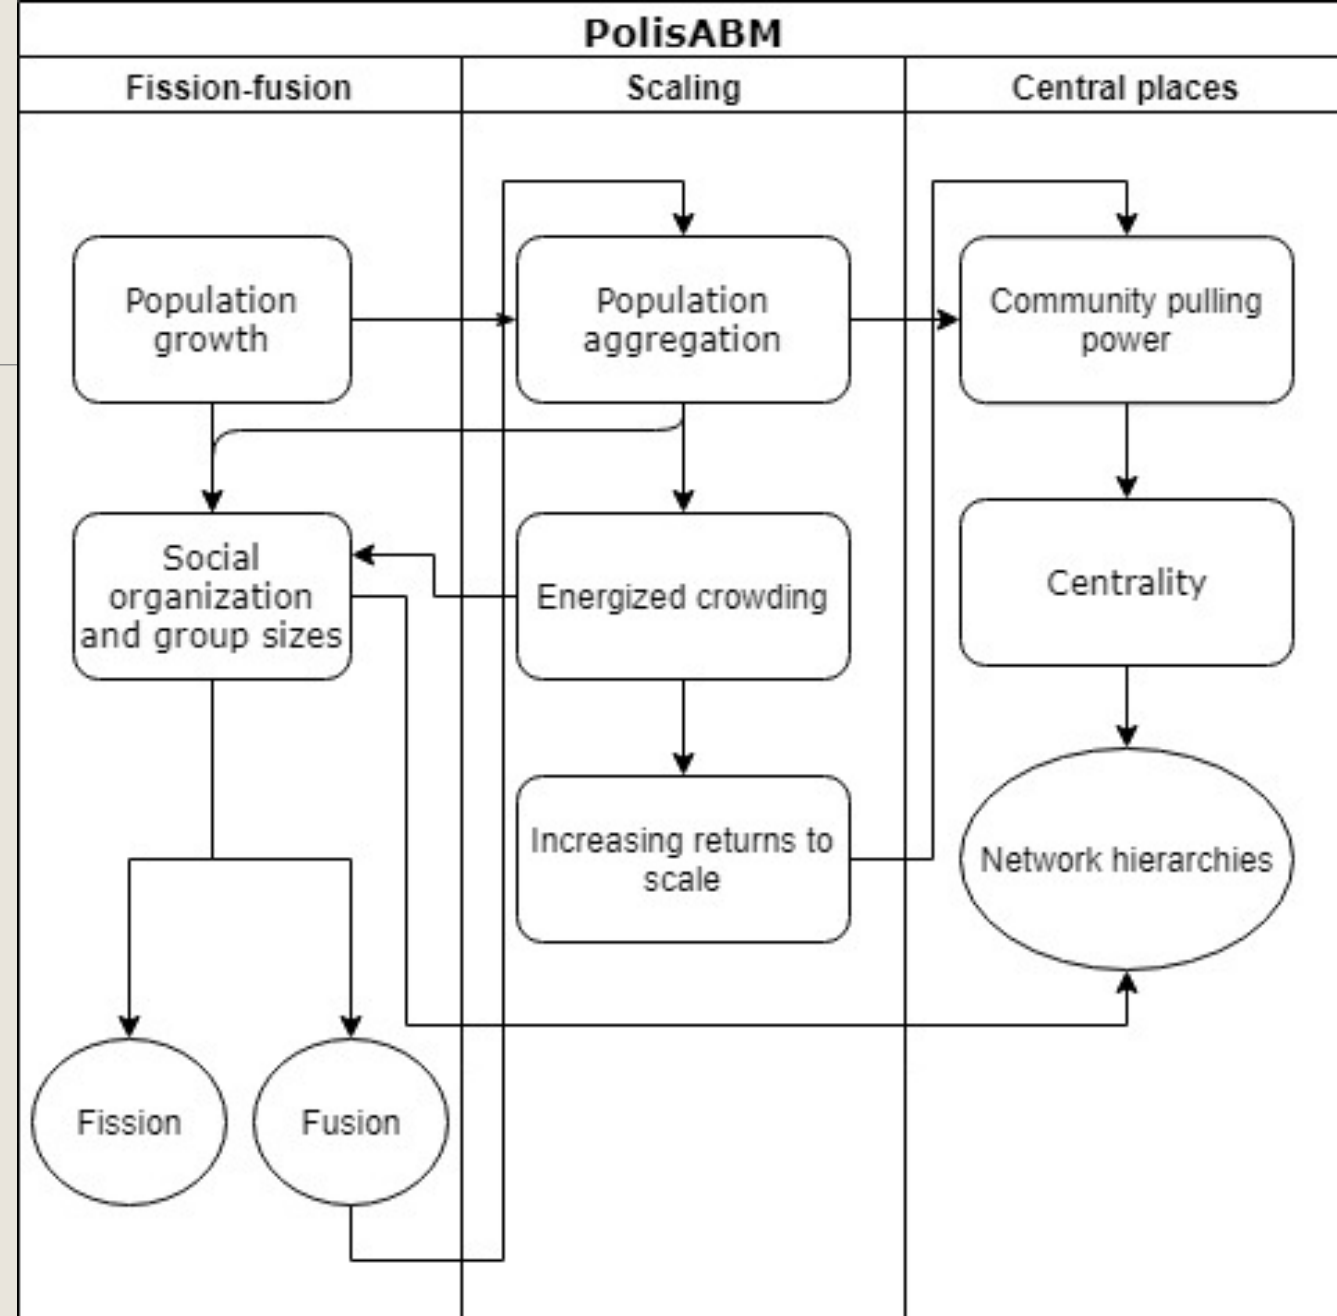 PolisABM
Fission-fusion
Scaling
Central places
Population
growth
Population
aggregation
Community pulling
power
Social
organization
and group sizes
Energized crowding
Centrality
Increasing returns to
scale
Network hierarchies
Fission
Fusion